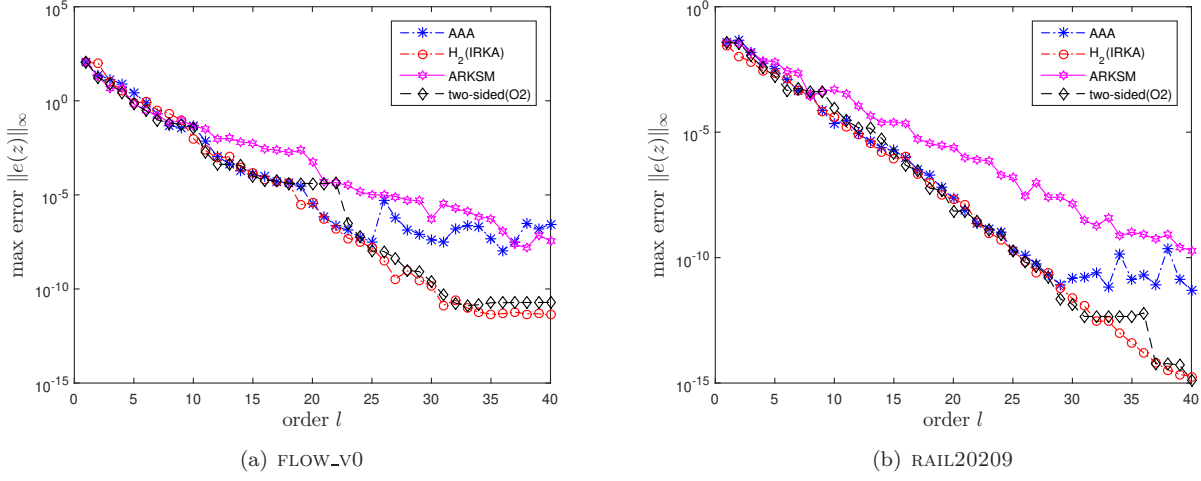 10^5
10^0
10^-5
10^-10
10^-15
max error ||e(z)||_∞
0 5 10 15 20 25 30 35 40
order l
AAA
H_2(IRKA)
ARKSM
two-sided(O2)
(a) FLOW_V0
10^0
10^-5
10^-10
10^-15
max error ||e(z)||_∞
0 5 10 15 20 25 30 35 40
order l
AAA
H_2(IRKA)
ARKSM
two-sided(O2)
(b) RAIL20209